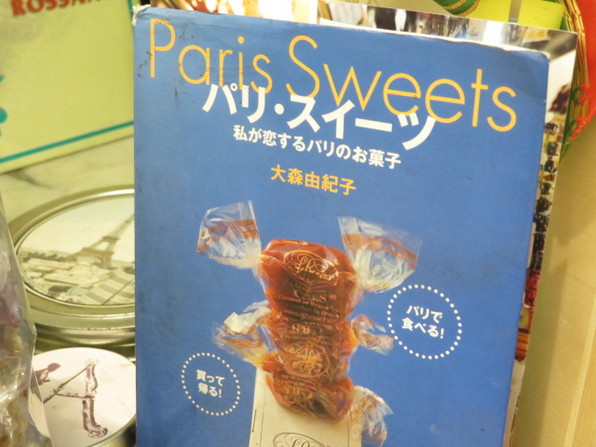 ROSSA
Paris Sweets
パリ・スイーツ
私が恋するパリのお菓子
大森由紀子
パリで
食べる!
買って
帰る!